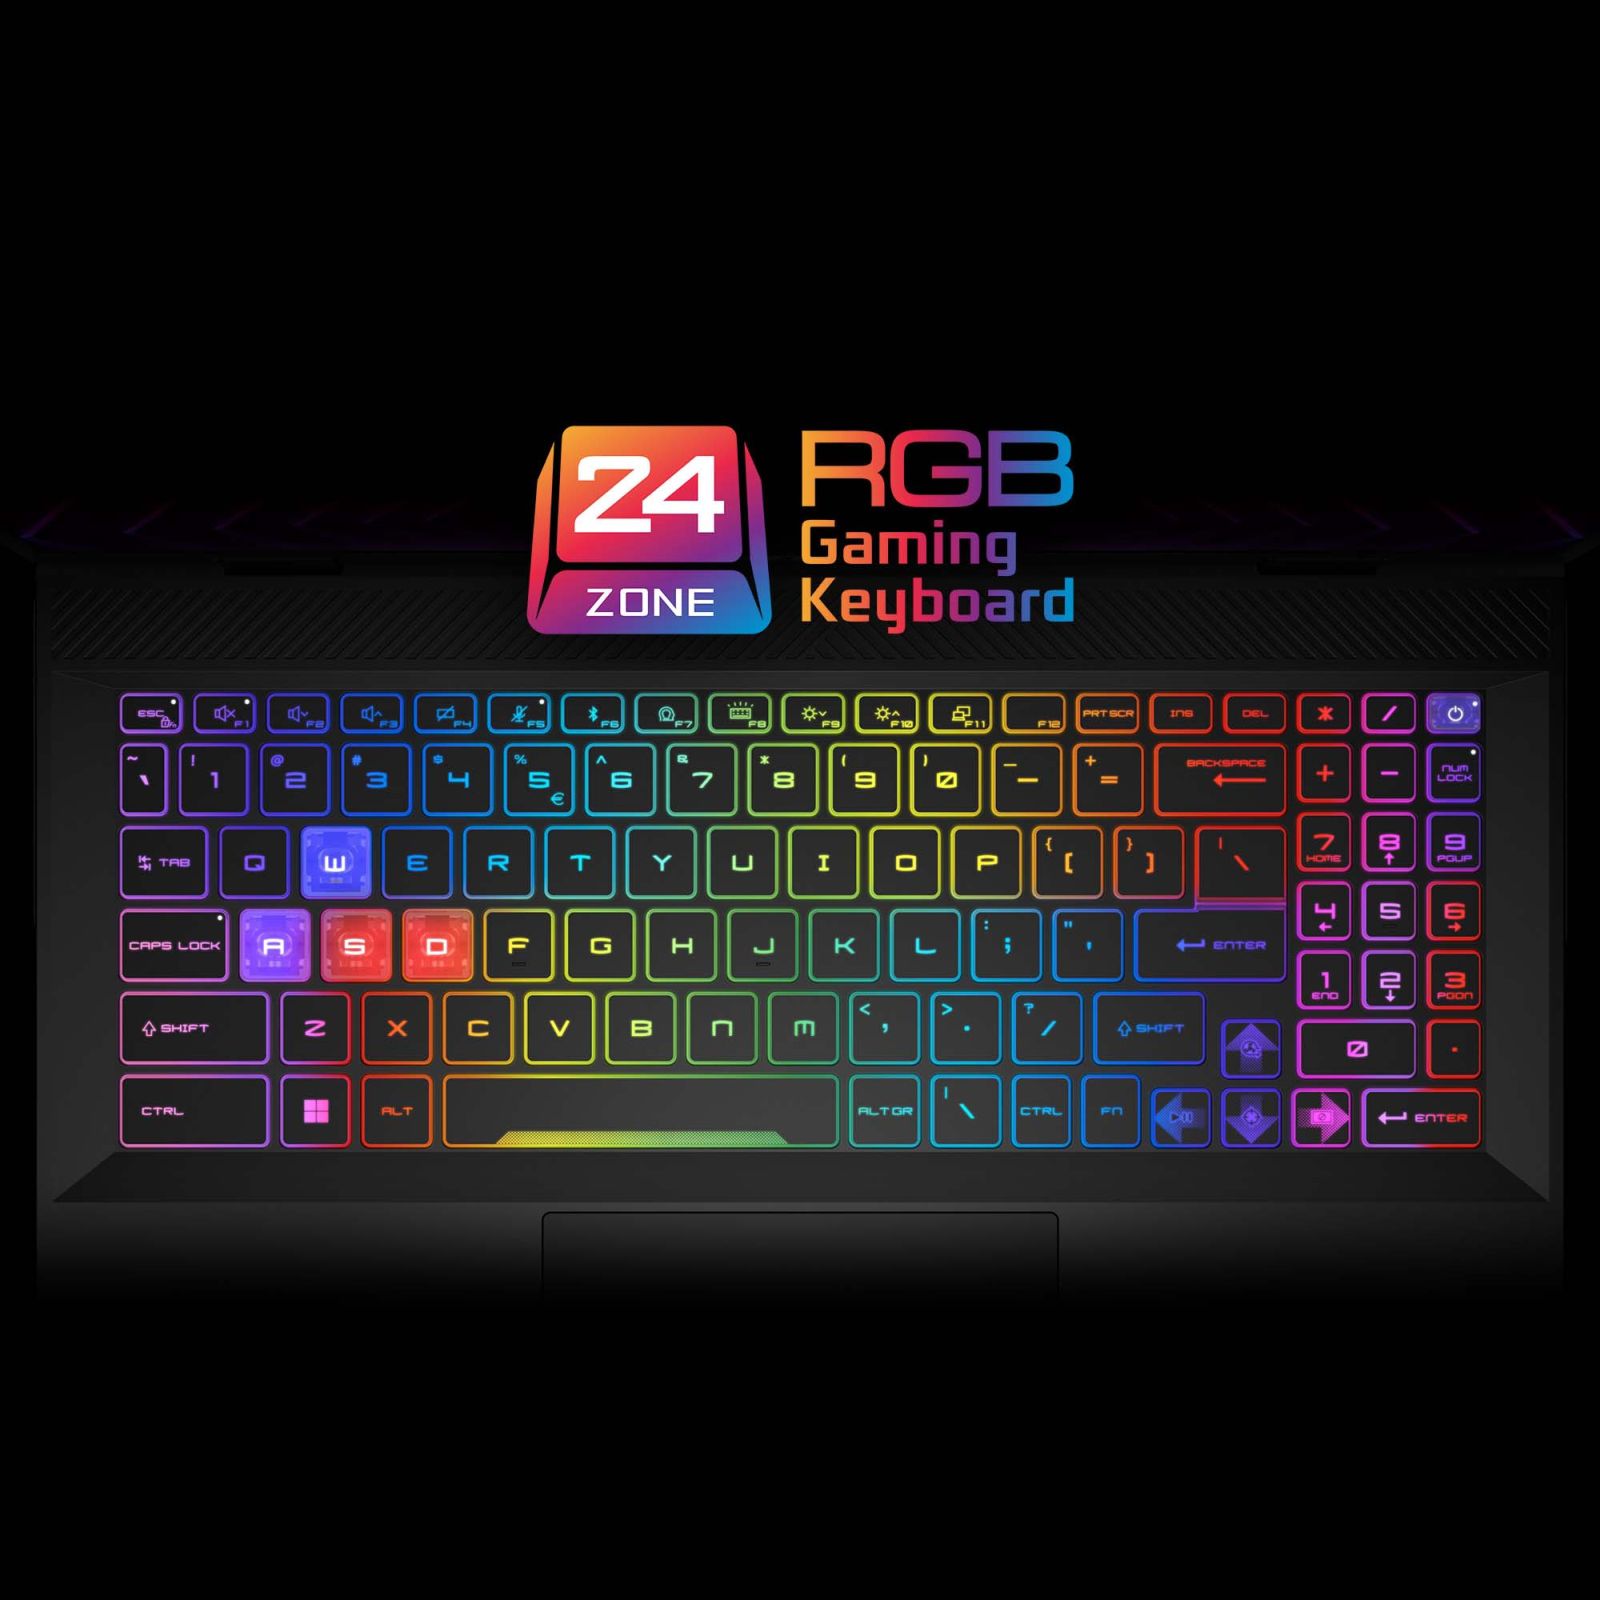 24
ZONE
RGB
Gaming
Keyboard
ESC Fn F1 F2 F3 F4 F5 F6 F7 F8 F9 F10 F11 F12 PRTSCR INS DEL * /
~ ` ! 1 @ 2 # 3 $ 4 % 5 € ^ 6 & 7 * 8 ( 9 ) 0 _ - + = BACKSPACE + - NUM LOCK
TAB Q W E R T Y U I O P { [ } ] | \ 7 HOME 8 ↑ 9 PGUP
CAPS LOCK A S D F G H J K L : ; " ' ENTER 4 ← 5 6 →
SHIFT Z X C V B N M < , > . ? / SHIFT 1 END 2 ↓ 3 PGDN
CTRL ALT ALT GR | \ CTRL FN 0 . ENTER